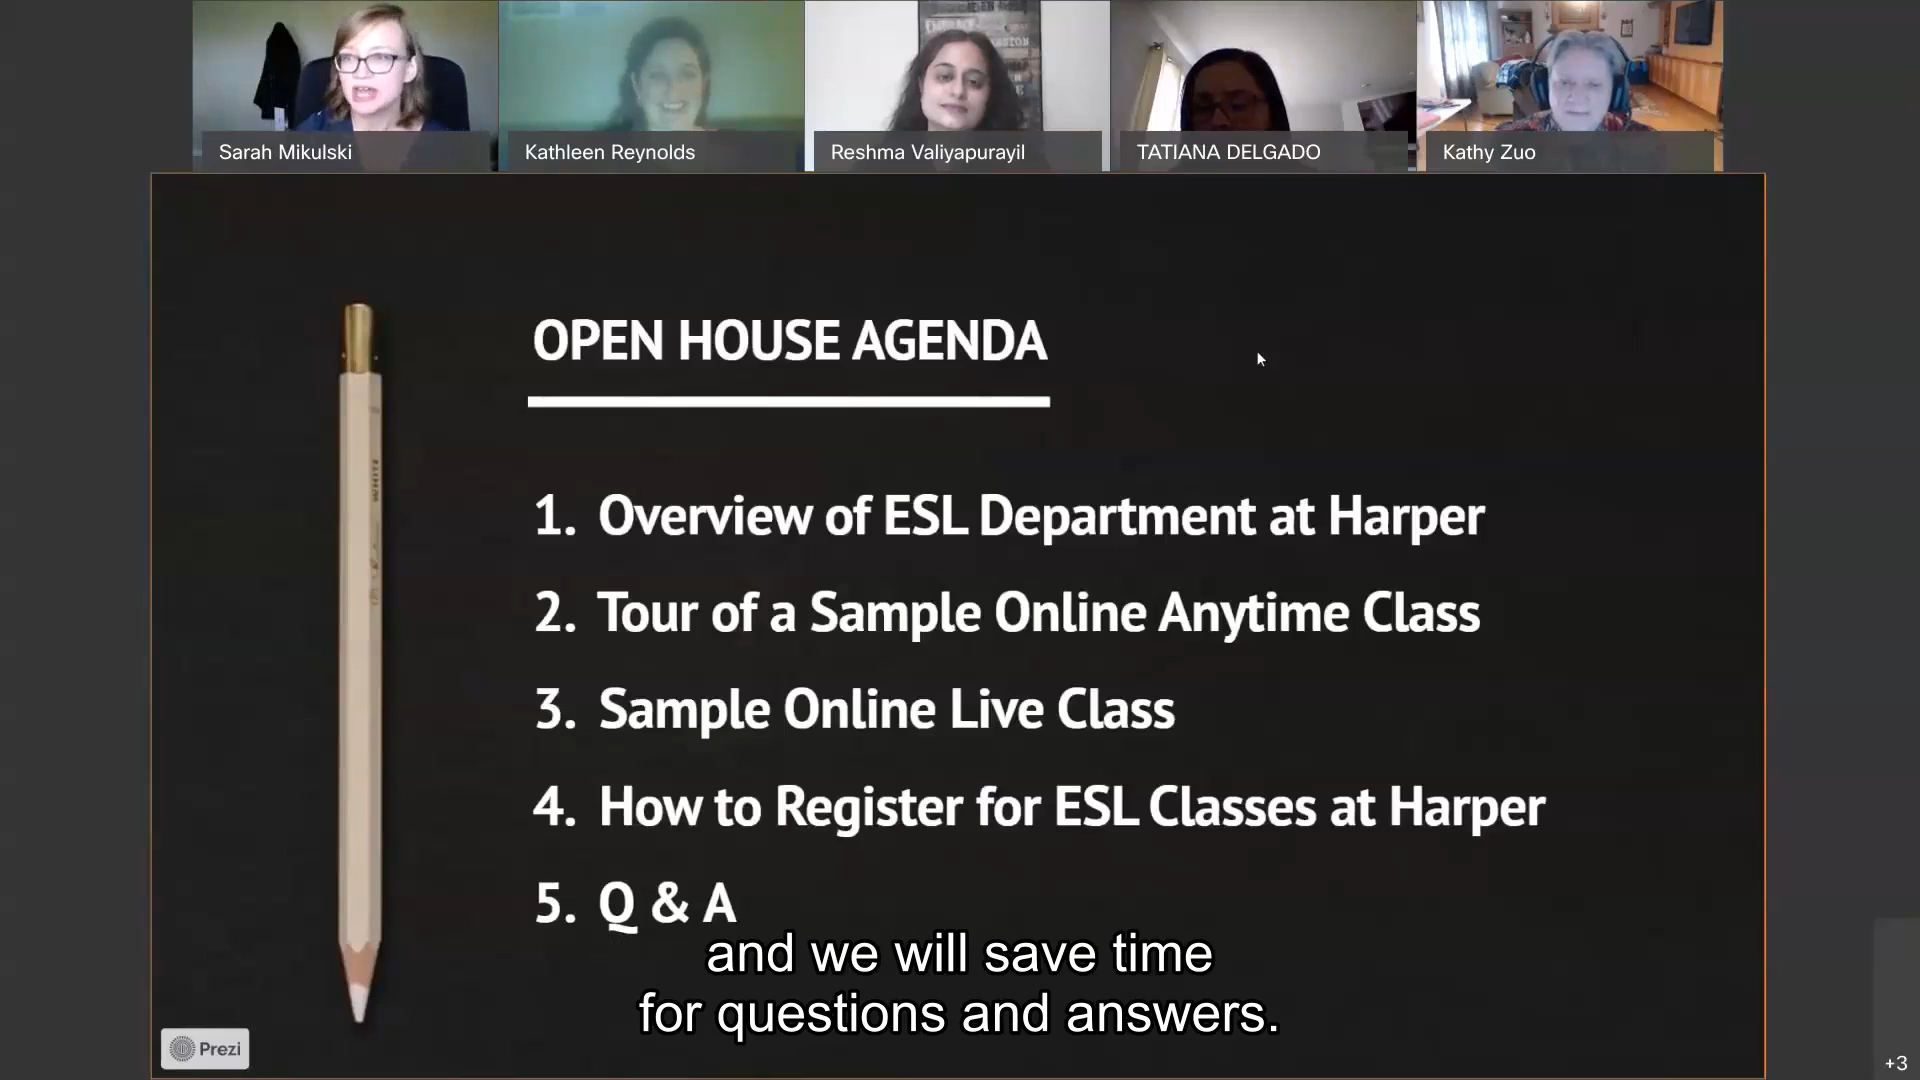 Sarah Mikulski
Kathleen Reynolds
Reshma Valiyapurayil
TATIANA DELGADO
Kathy Zuo
OPEN HOUSE AGENDA
1. Overview of ESL Department at Harper
2. Tour of a Sample Online Anytime Class
3. Sample Online Live Class
4. How to Register for ESL Classes at Harper
5. Q & A
and we will save time
for questions and answers.
Prezi
+3